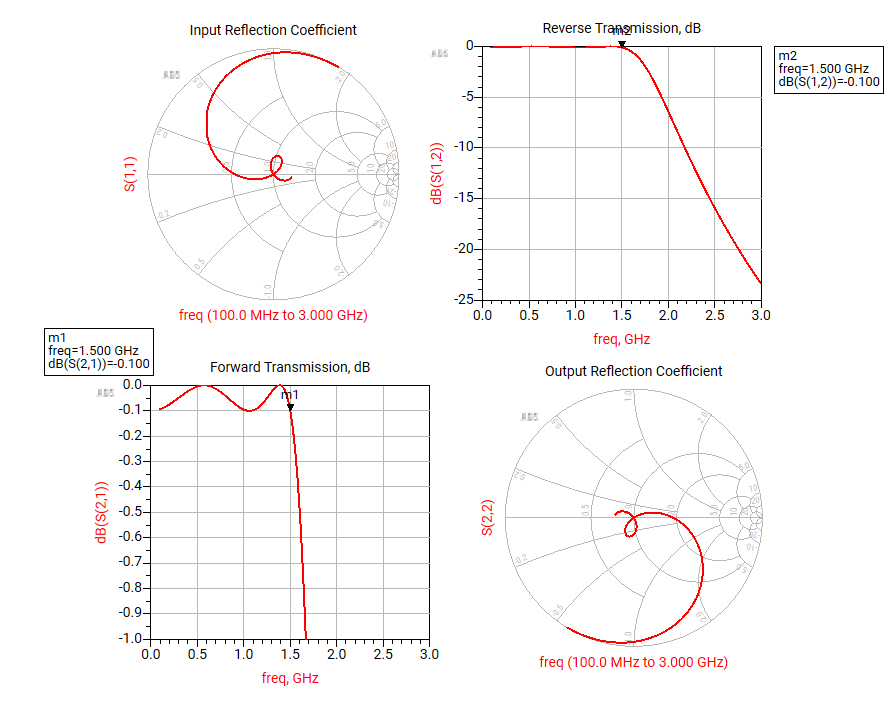 Input Reflection Coefficient
ADS
S(1,1)
freq (100.0 MHz to 3.000 GHz)
Reverse Transmission, dB
m2
ADS
m2
freq=1.500 GHz
dB(S(1,2))=-0.100
dB(S(1,2))
0
-5
-10
-15
-20
-25
0.0 0.5 1.0 1.5 2.0 2.5 3.0
freq, GHz
m1
freq=1.500 GHz
dB(S(2,1))=-0.100
Forward Transmission, dB
ADS
m1
dB(S(2,1))
0.0
-0.1
-0.2
-0.3
-0.4
-0.5
-0.6
-0.7
-0.8
-0.9
-1.0
0.0 0.5 1.0 1.5 2.0 2.5 3.0
freq, GHz
Output Reflection Coefficient
ADS
S(2,2)
freq (100.0 MHz to 3.000 GHz)